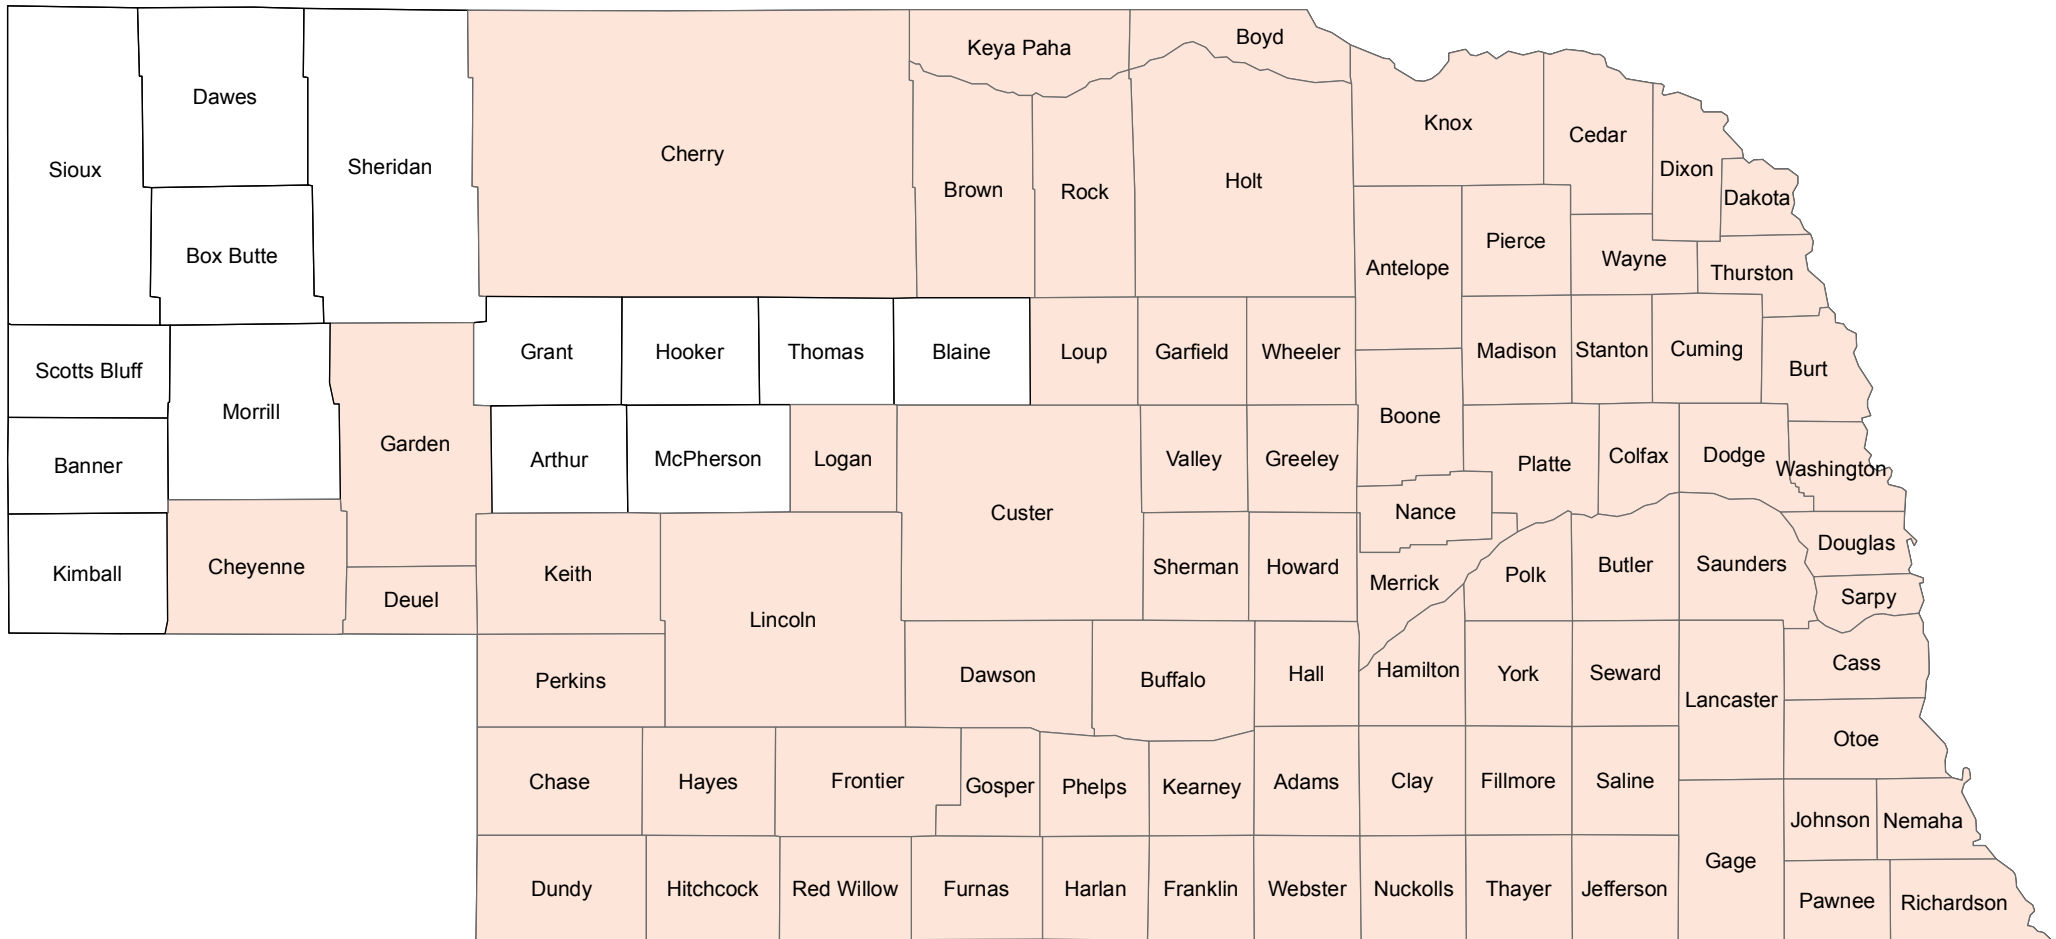 Boyd
Keya Paha
Dawes
Knox
Cedar
Cherry
Sheridan
Sioux
Dixon
Holt
Brown
Rock
Dakota
Pierce
Box Butte
Wayne
Antelope
Thurston
Grant
Hooker
Thomas
Blaine
Loup
Garfield
Wheeler
Madison
Stanton
Cuming
Scotts Bluff
Burt
Morrill
Boone
Garden
Dodge
Colfax
Banner
Arthur
McPherson
Logan
Valley
Greeley
Platte
Washington
Custer
Nance
Douglas
Kimball
Cheyenne
Keith
Sherman
Howard
Merrick
Polk
Butler
Saunders
Deuel
Sarpy
Lincoln
Cass
Perkins
Dawson
Buffalo
Hall
Hamilton
York
Seward
Lancaster
Otoe
Chase
Hayes
Frontier
Gosper
Phelps
Kearney
Adams
Clay
Fillmore
Saline
Johnson
Nemaha
Gage
Dundy
Hitchcock
Red Willow
Furnas
Harlan
Franklin
Webster
Nuckolls
Thayer
Jefferson
Pawnee
Richardson